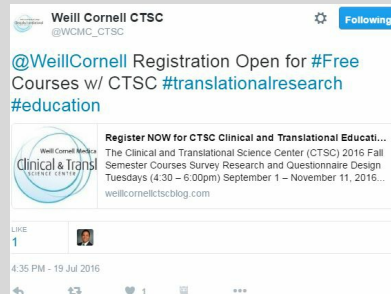 Weill Cornell CTSC
@WCMC_CTSC
Following
@WeillCornell Registration Open for #Free
Courses w/ CTSC #translationalresearch
#education
Weill Cornell Medica
Clinical & Transl
SCIENCE CENTER
Register NOW for CTSC Clinical and Translational Educati...
The Clinical and Translational Science Center (CTSC) 2016 Fall
Semester Courses Survey Research and Questionnaire Design
Tuesdays (4:30 – 6:00pm) September 1 – November 11, 2016...
weillcornellctscblog.com
LIKE
1
4:35 PM - 19 Jul 2016
1